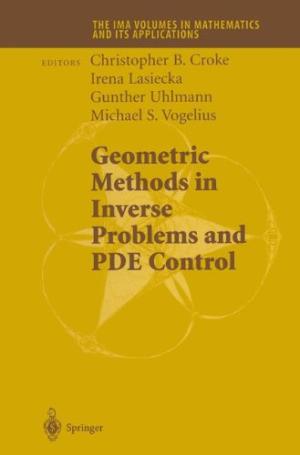 THE IMA VOLUMES IN MATHEMATICS
AND ITS APPLICATIONS
EDITORS Christopher B. Croke
Irena Lasiecka
Gunther Uhlmann
Michael S. Vogelius
Geometric
Methods in
Inverse
Problems and
PDE Control
Springer